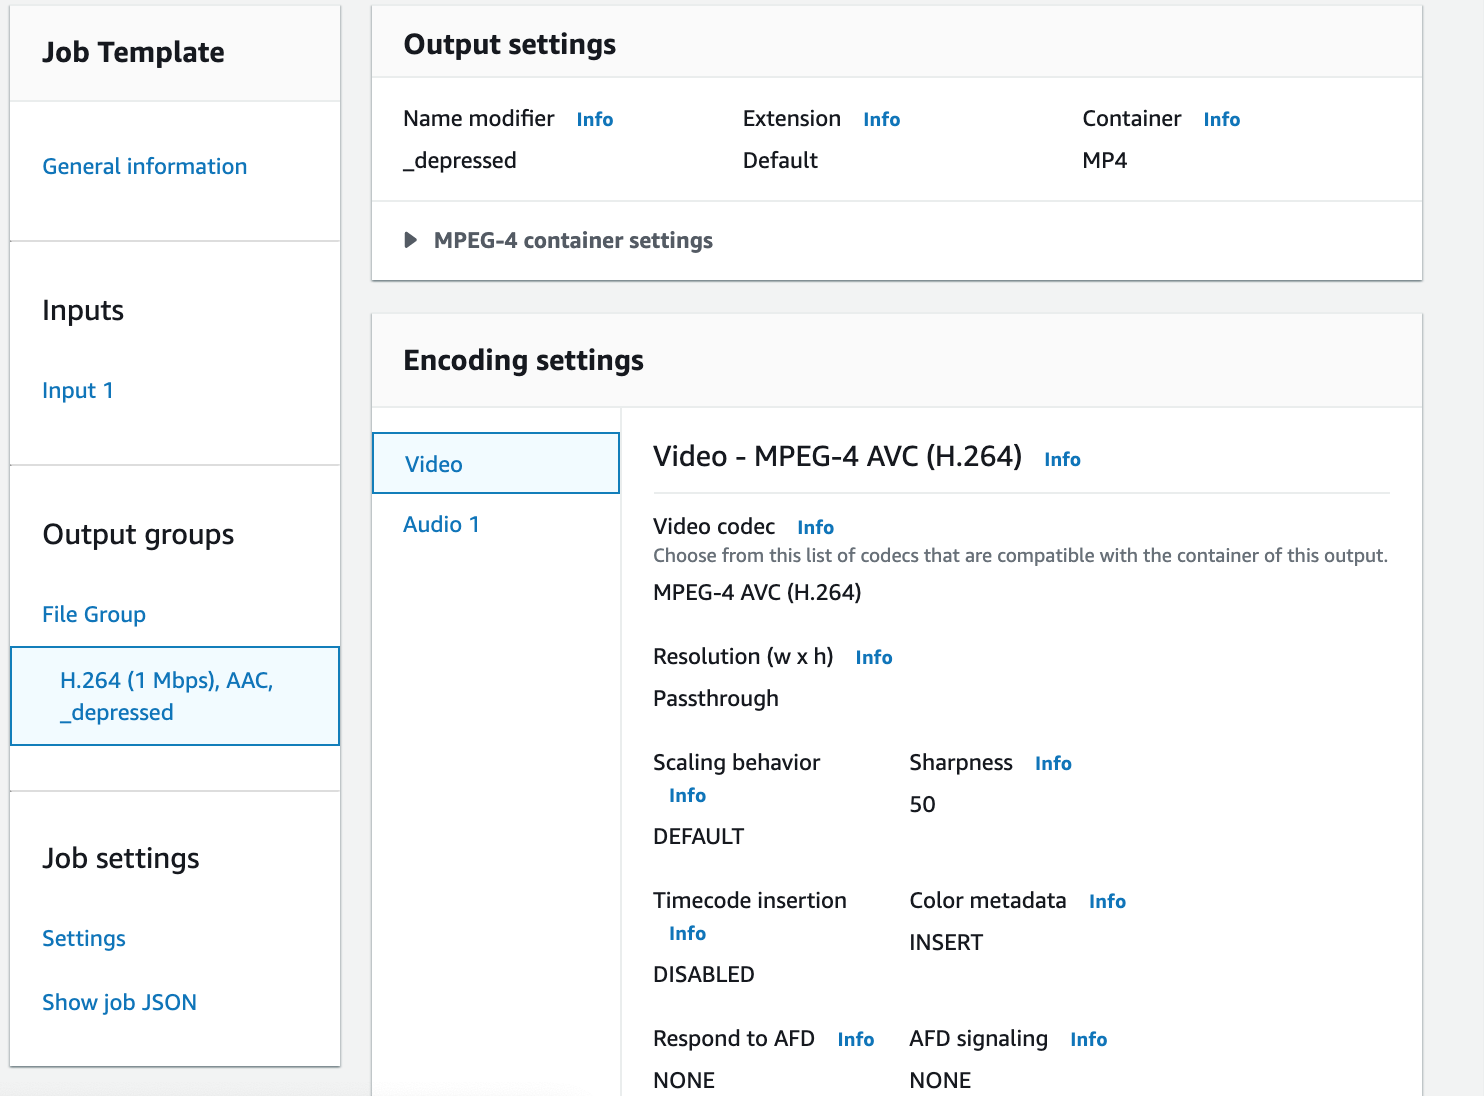 Job Template
General information
Inputs
Input 1
Output groups
File Group
H.264 (1 Mbps), AAC,
_depressed
Job settings
Settings
Show job JSON
Output settings
Name modifier Info
_depressed
Extension Info
Default
Container Info
MP4
MPEG-4 container settings
Encoding settings
Video
Audio 1
Video - MPEG-4 AVC (H.264) Info
Video codec Info
Choose from this list of codecs that are compatible with the container of this output.
MPEG-4 AVC (H.264)
Resolution (w x h) Info
Passthrough
Scaling behavior
Info
DEFAULT
Sharpness Info
50
Timecode insertion
Info
DISABLED
Color metadata Info
INSERT
Respond to AFD Info
NONE
AFD signaling Info
NONE